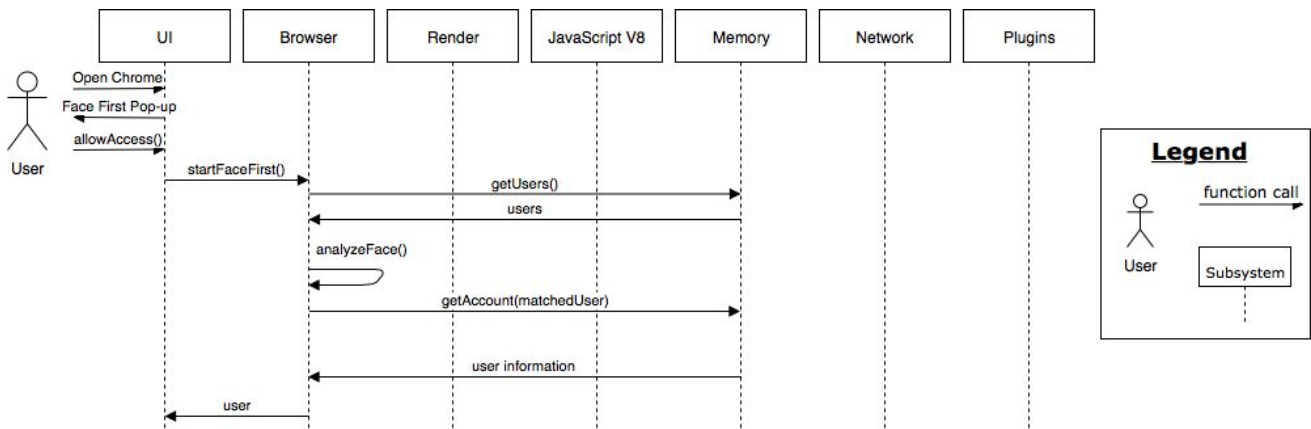 UI
Browser
Render
JavaScript V8
Memory
Network
Plugins
Open Chrome
Face First Pop-up
allowAccess()
User
startFaceFirst()
getUsers()
users
analyzeFace()
getAccount(matchedUser)
user information
user
Legend
function call
User
Subsystem